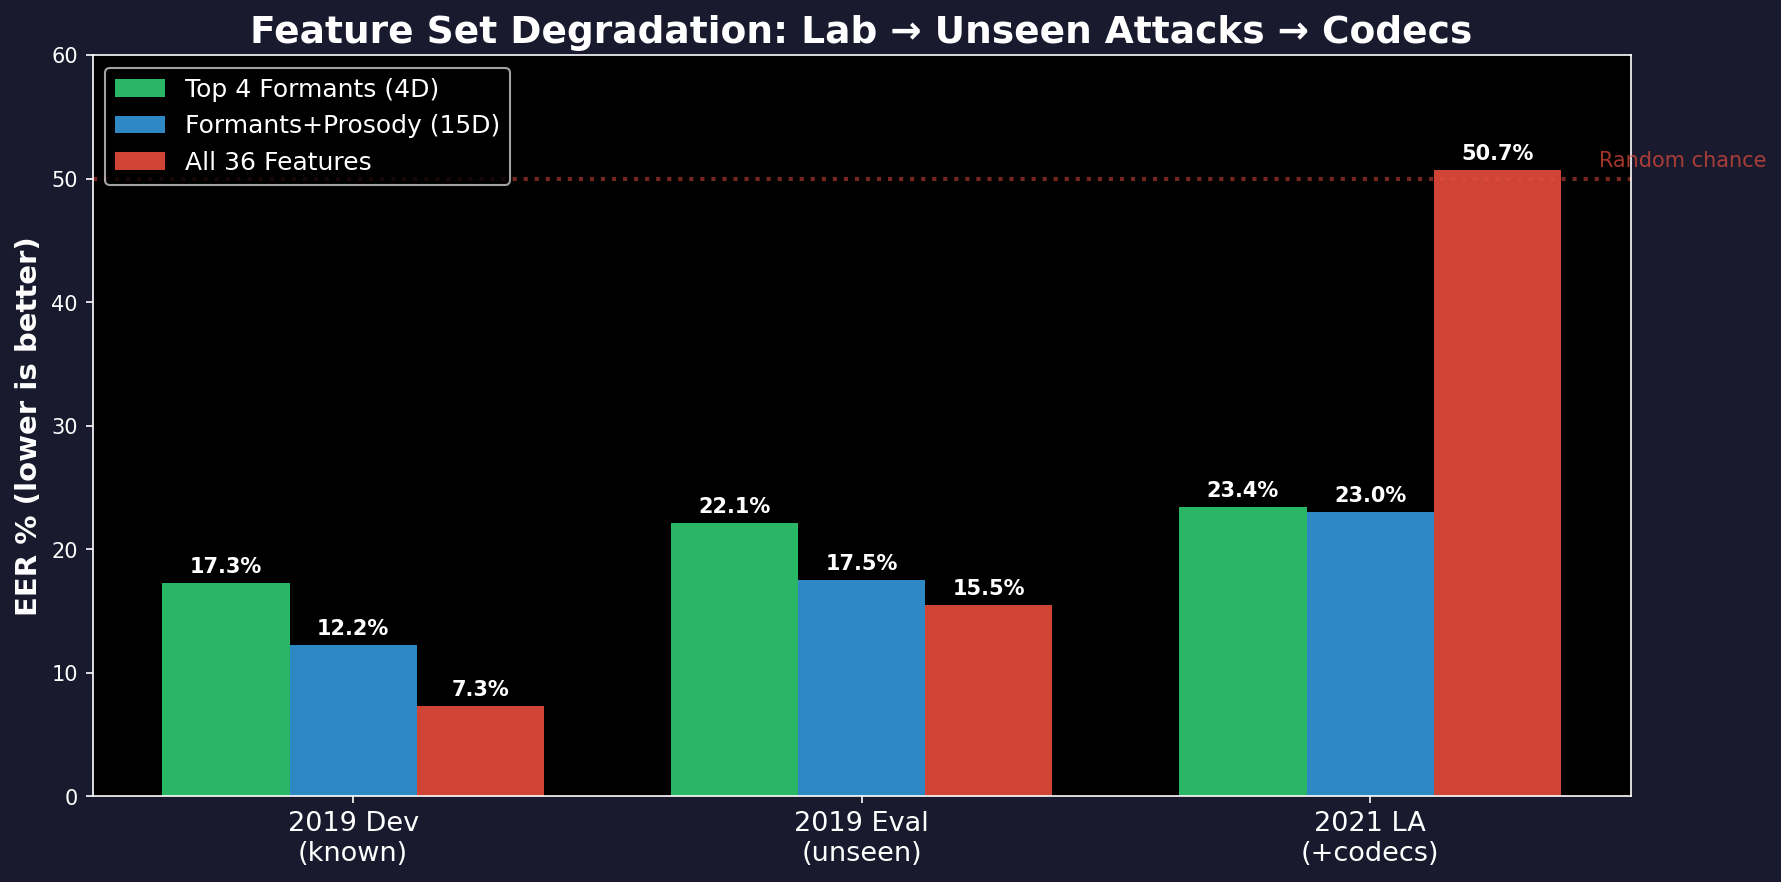 Feature Set Degradation: Lab → Unseen Attacks → Codecs
EER % (lower is better)
60
50
40
30
20
10
0
Top 4 Formants (4D)
Formants+Prosody (15D)
All 36 Features
Random chance
17.3%
12.2%
7.3%
22.1%
17.5%
15.5%
23.4%
23.0%
50.7%
2019 Dev
(known)
2019 Eval
(unseen)
2021 LA
(+codecs)